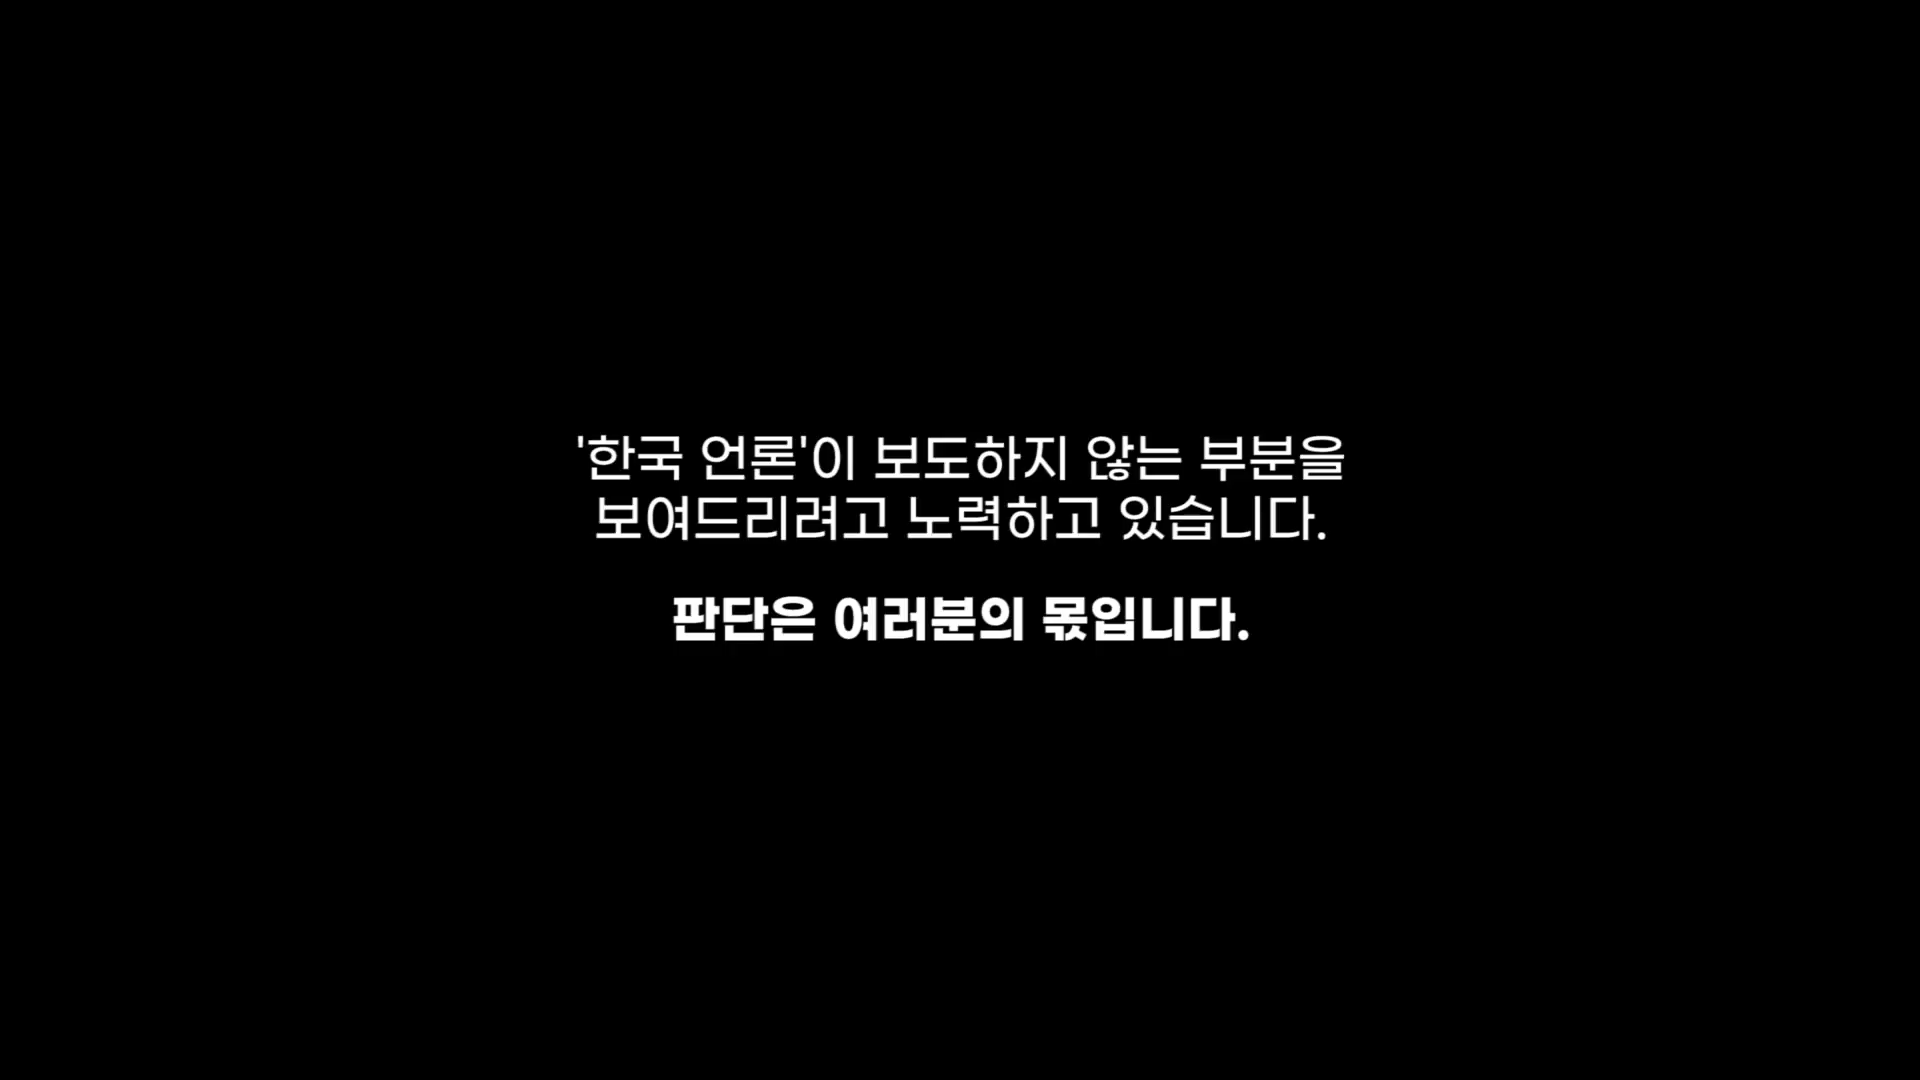 '한국 언론'이 보도하지 않는 부분을
보여드리려고 노력하고 있습니다.
판단은 여러분의 몫입니다.